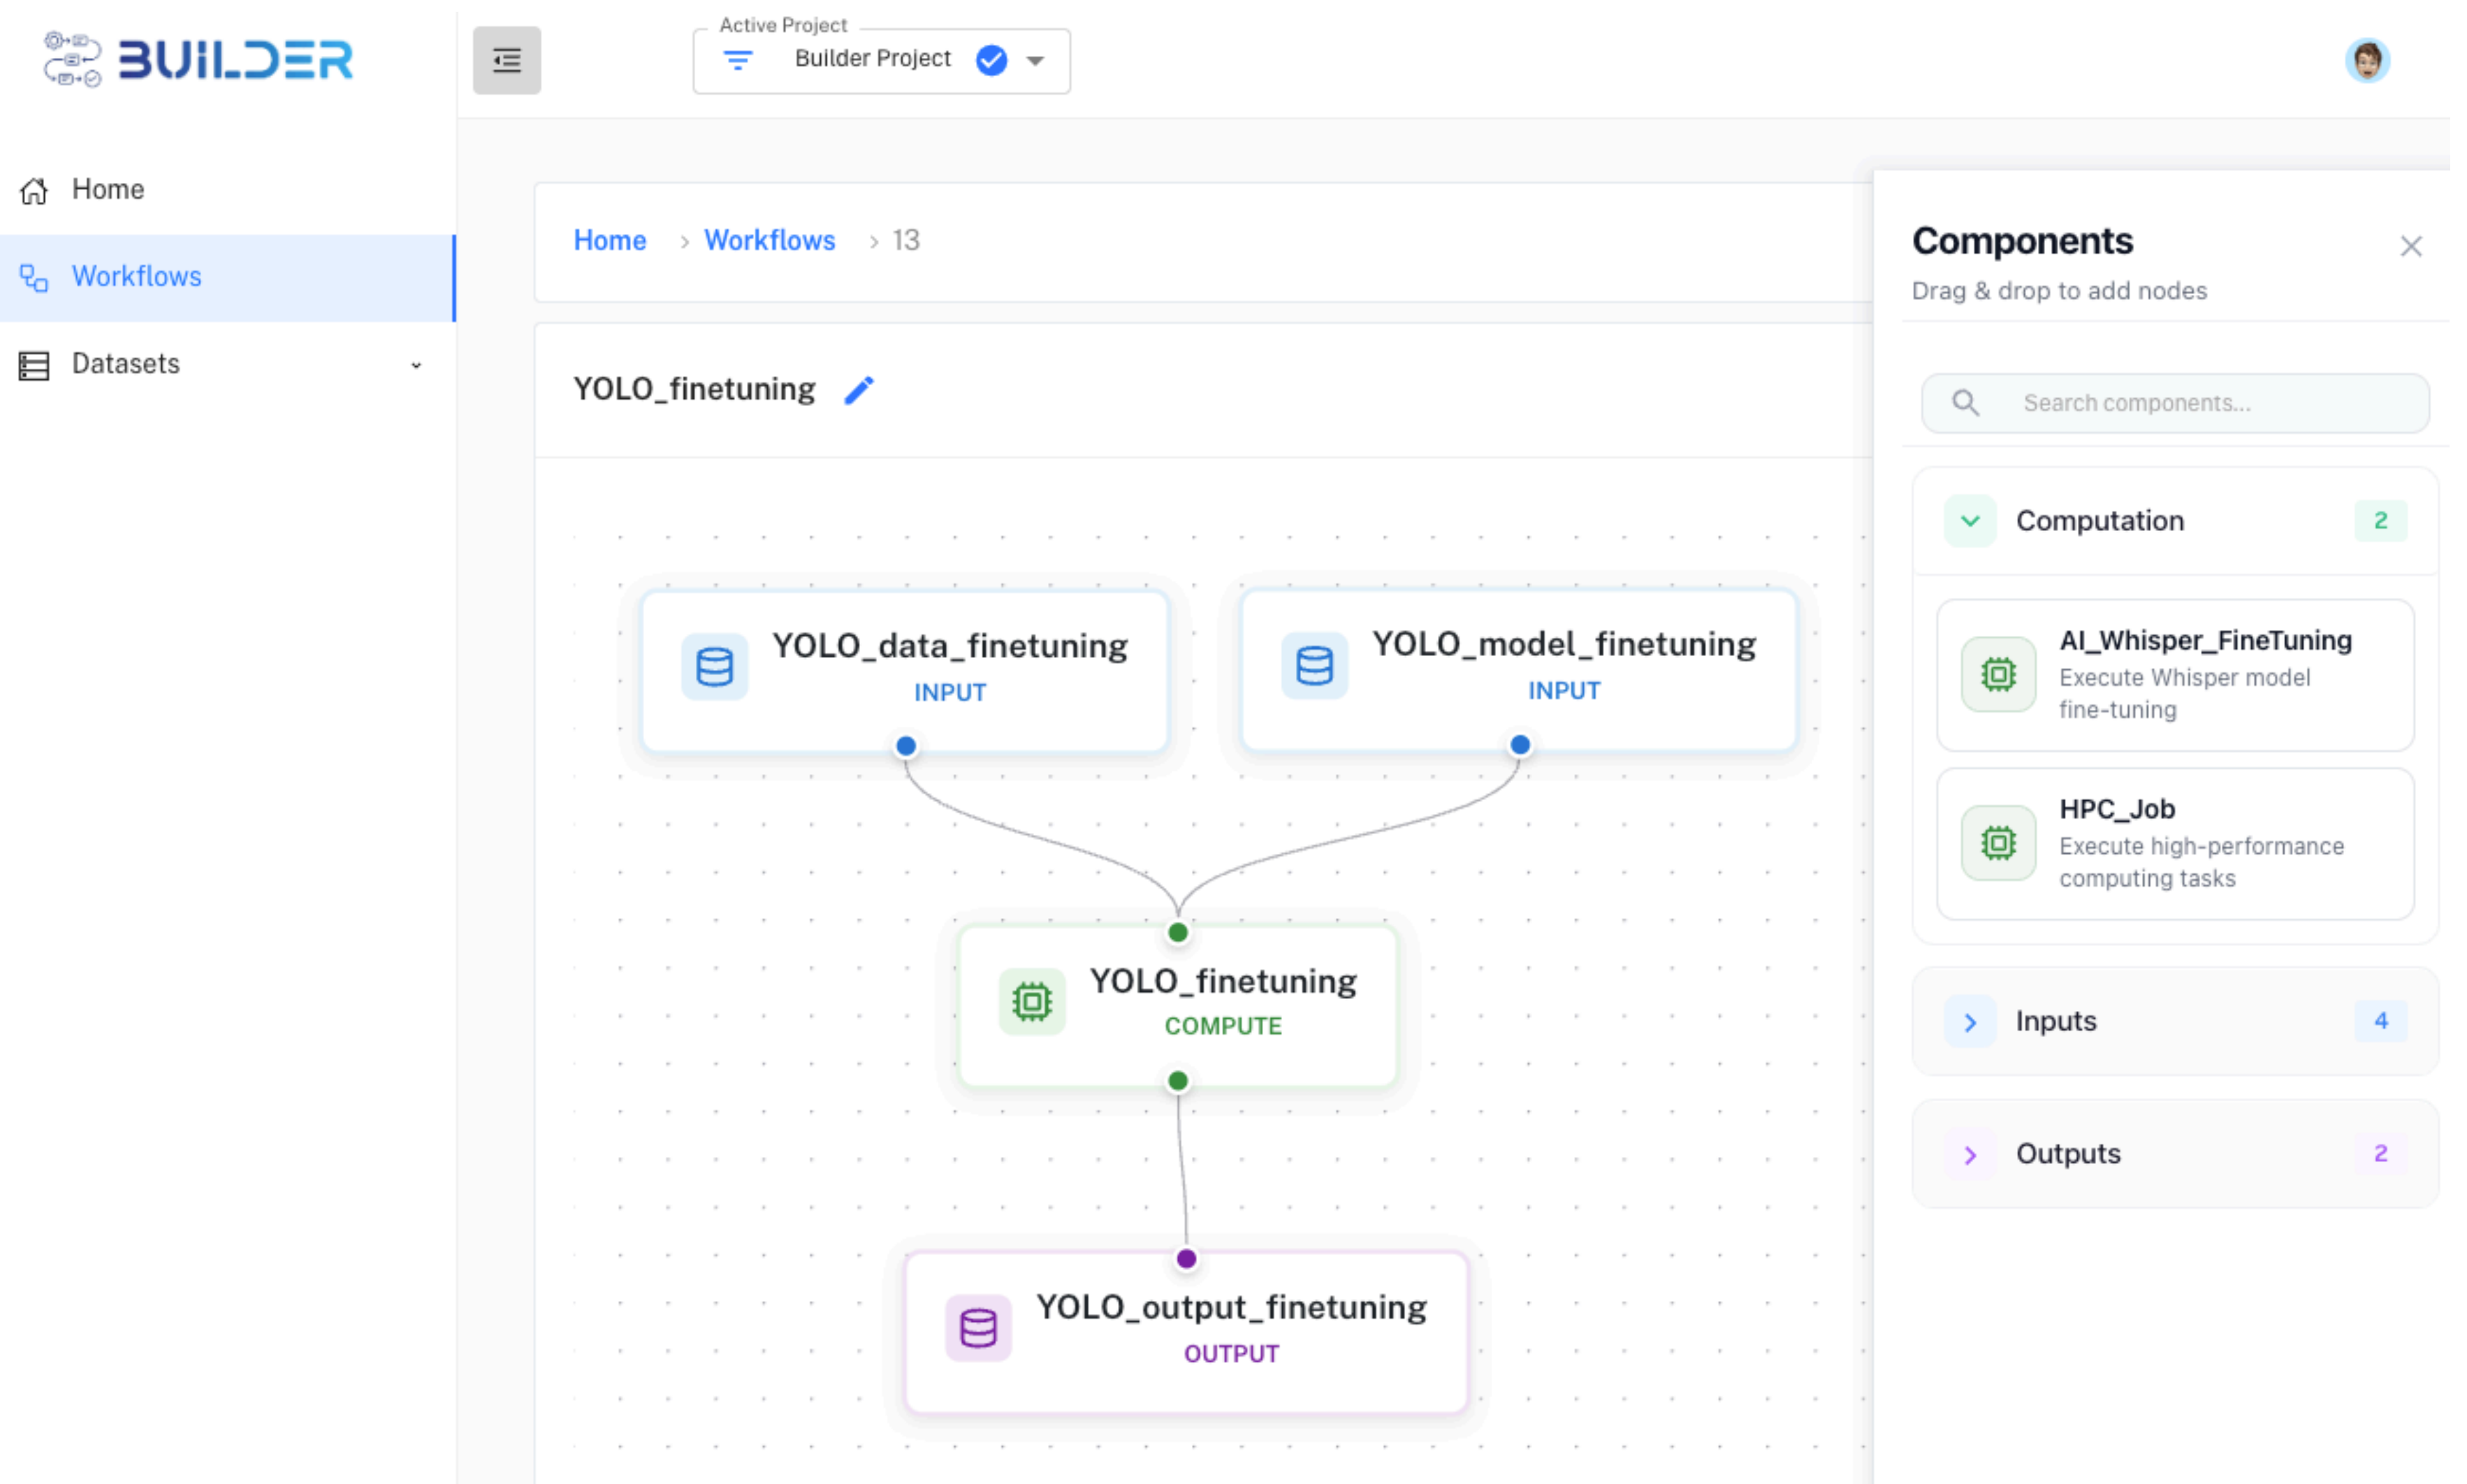 BUILDER
Active Project
Builder Project
Home
Workflows
Datasets
Home > Workflows > 13
YOLO_finetuning
YOLO_data_finetuning
INPUT
YOLO_model_finetuning
INPUT
YOLO_finetuning
COMPUTE
YOLO_output_finetuning
OUTPUT
Components
Drag & drop to add nodes
Search components...
Computation 2
AI_Whisper_FineTuning
Execute Whisper model
fine-tuning
HPC_Job
Execute high-performance
computing tasks
Inputs 4
Outputs 2